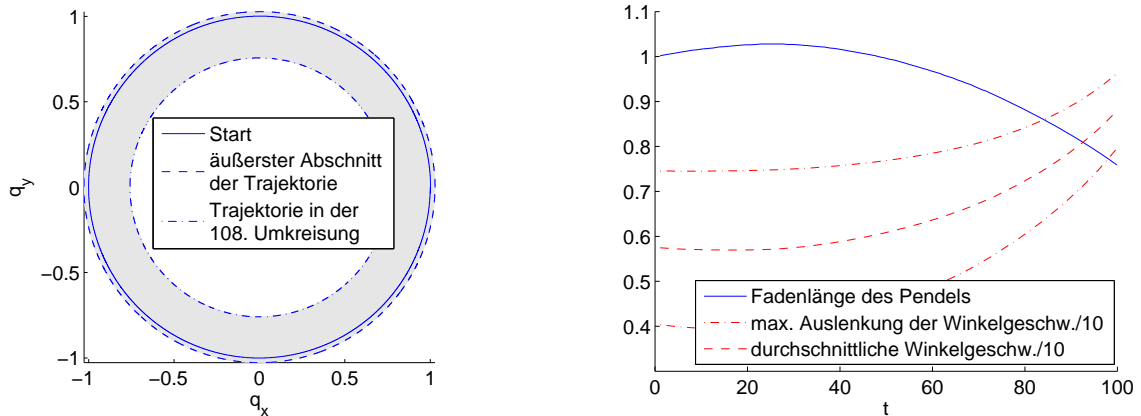 1
0.5
0
−0.5
−1
−1
−0.5
0
0.5
1
q_y
q_x
Start
äußerster Abschnitt
der Trajektorie
Trajektorie in der
108. Umkreisung
1.1
1
0.9
0.8
0.7
0.6
0.5
0.4
0
20
40
60
80
100
t
Fadenlänge des Pendels
max. Auslenkung der Winkelgeschw./10
durchschnittliche Winkelgeschw./10